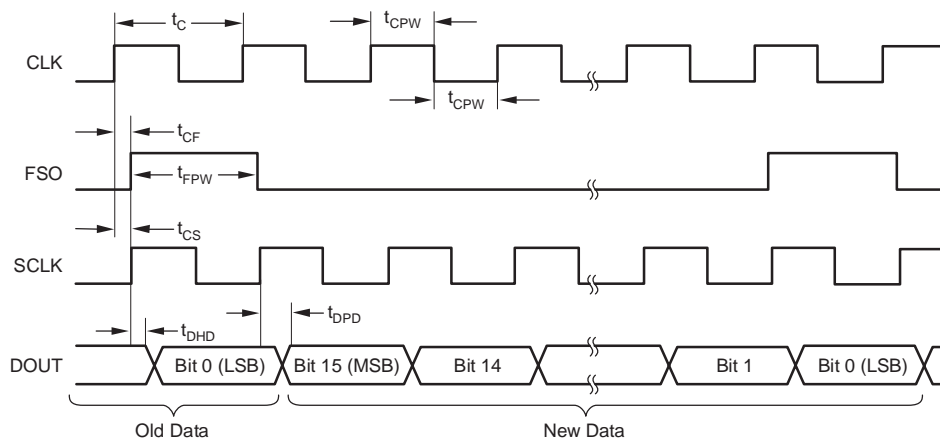 t_C
t_CPW
CLK
t_CPW
t_CF
FSO
t_FPW
t_CS
SCLK
t_DHD
t_DPD
DOUT
Bit 0 (LSB)
Bit 15 (MSB)
Bit 14
Bit 1
Bit 0 (LSB)
Old Data
New Data